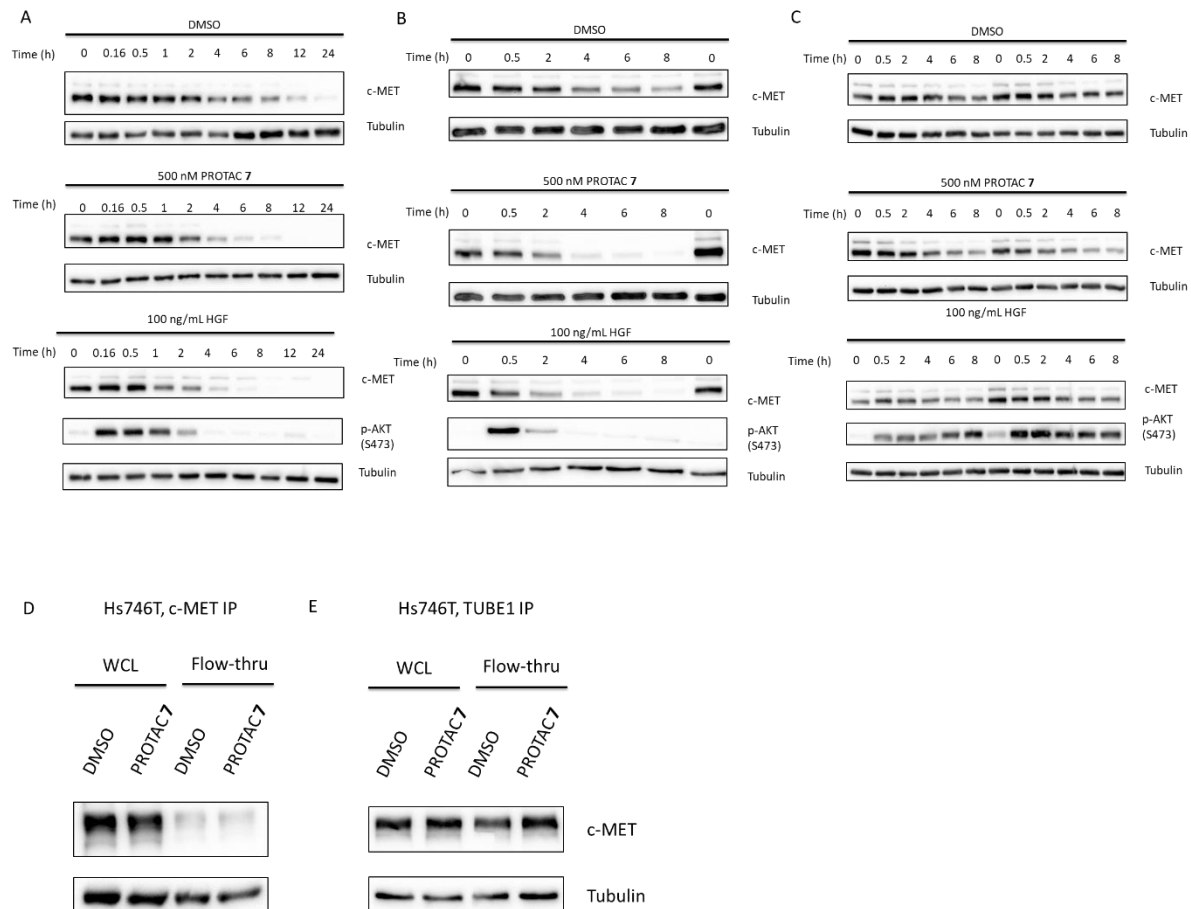 A
DMSO
Time (h) 0 0.16 0.5 1 2 4 6 8 12 24
c-MET
Tubulin
500 nM PROTAC 7
Time (h) 0 0.16 0.5 1 2 4 6 8 12 24
c-MET
Tubulin
100 ng/mL HGF
Time (h) 0 0.16 0.5 1 2 4 6 8 12 24
c-MET
p-AKT
(S473)
Tubulin
B
DMSO
Time (h) 0 0.5 2 4 6 8 0
c-MET
Tubulin
500 nM PROTAC 7
Time (h) 0 0.5 2 4 6 8 0
c-MET
Tubulin
100 ng/mL HGF
Time (h) 0 0.5 2 4 6 8 0
c-MET
p-AKT
(S473)
Tubulin
C
DMSO
Time (h) 0 0.5 2 4 6 8 0 0.5 2 4 6 8
c-MET
Tubulin
500 nM PROTAC 7
Time (h) 0 0.5 2 4 6 8 0 0.5 2 4 6 8
c-MET
Tubulin
100 ng/mL HGF
Time (h) 0 0.5 2 4 6 8 0 0.5 2 4 6 8
c-MET
p-AKT
(S473)
Tubulin
D Hs746T, c-MET IP
WCL Flow-thru
DMSO PROTAC 7 DMSO PROTAC 7
E Hs746T, TUBE1 IP
WCL Flow-thru
DMSO PROTAC 7 DMSO PROTAC 7
c-MET
Tubulin